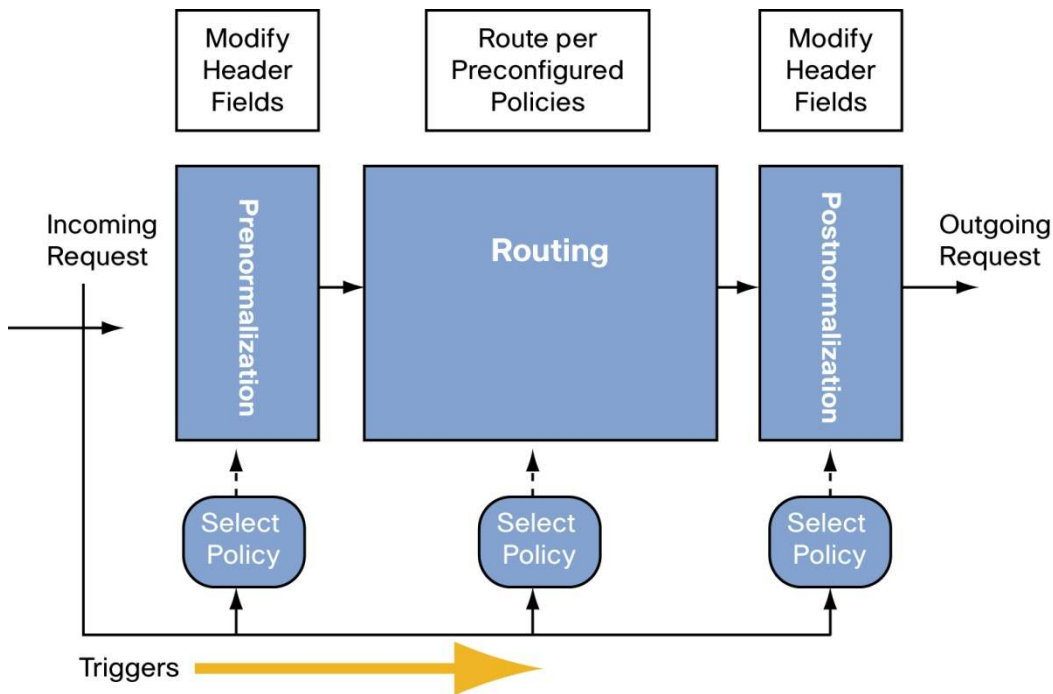 Modify
Header
Fields
Route per
Preconfigured
Policies
Modify
Header
Fields
Incoming
Request
Prenormalization
Routing
Postnormalization
Outgoing
Request
Select
Policy
Select
Policy
Select
Policy
Triggers